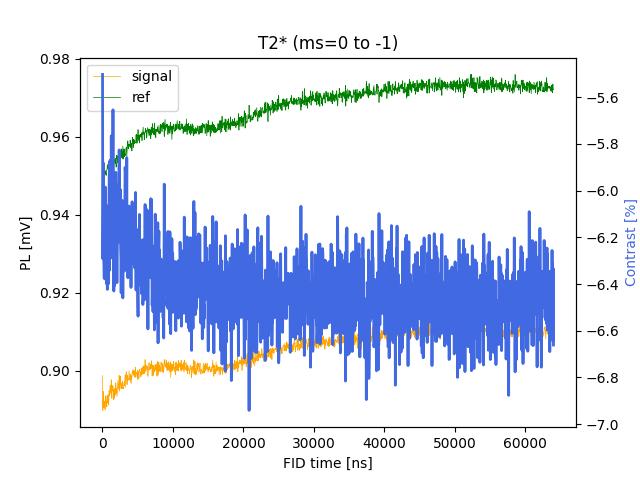 T2* (ms=0 to -1)
signal
ref
0.98
0.96
0.94
0.92
0.90
PL [mV]
−5.6
−5.8
−6.0
−6.2
−6.4
−6.6
−6.8
−7.0
Contrast [%]
0 10000 20000 30000 40000 50000 60000
FID time [ns]